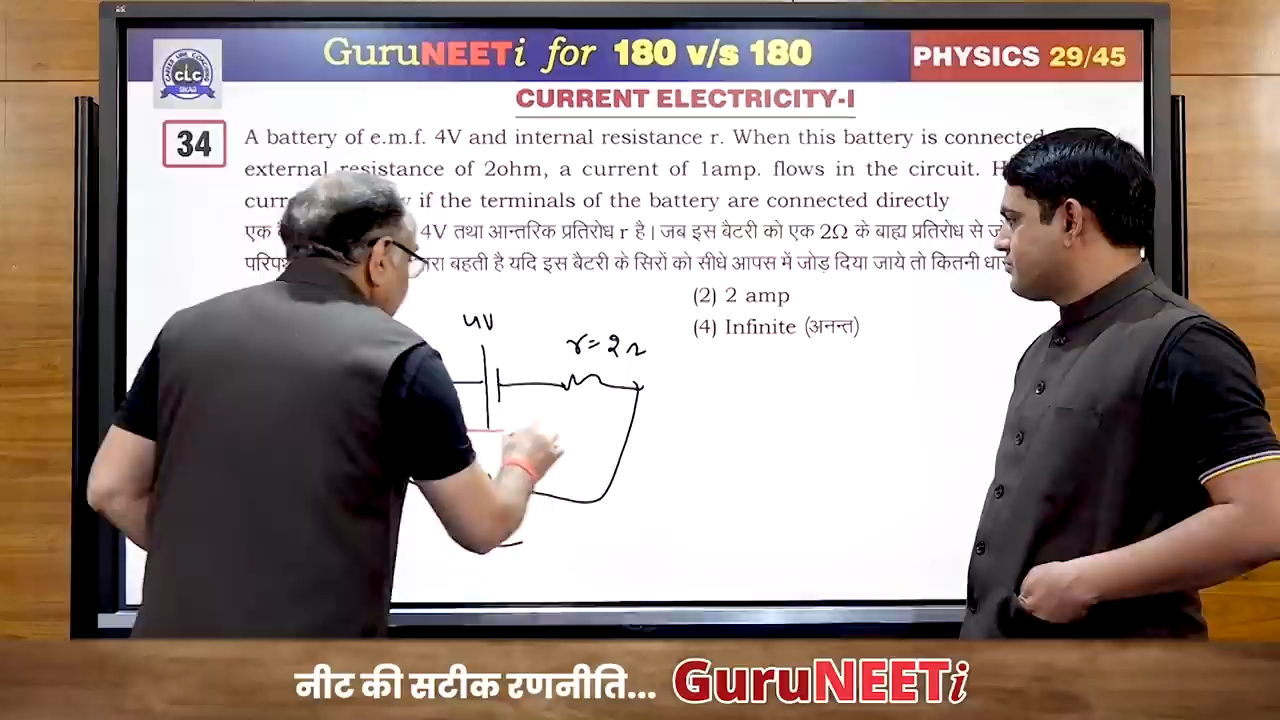 GuruNEETi for 180 v/s 180
PHYSICS 29/45
CLC
SIKAR
CURRENT ELECTRICITY-I
34
A battery of e.m.f. 4V and internal resistance r. When this battery is connected
external resistance of 2ohm, a current of 1amp. flows in the circuit.
if the terminals of the battery are connected directly
एक 4V तथा आन्तरिक प्रतिरोध r है। जब इस बैटरी को एक 2Ω के बाह्य प्रतिरोध से
बहती है यदि इस बैटरी के सिरों को सीधे आपस में जोड़ दिया जाये तो कितनी
(2) 2 amp
(4) Infinite (अनन्त)
4V
r=2Ω
नीट की सटीक रणनीति... GuruNEETi